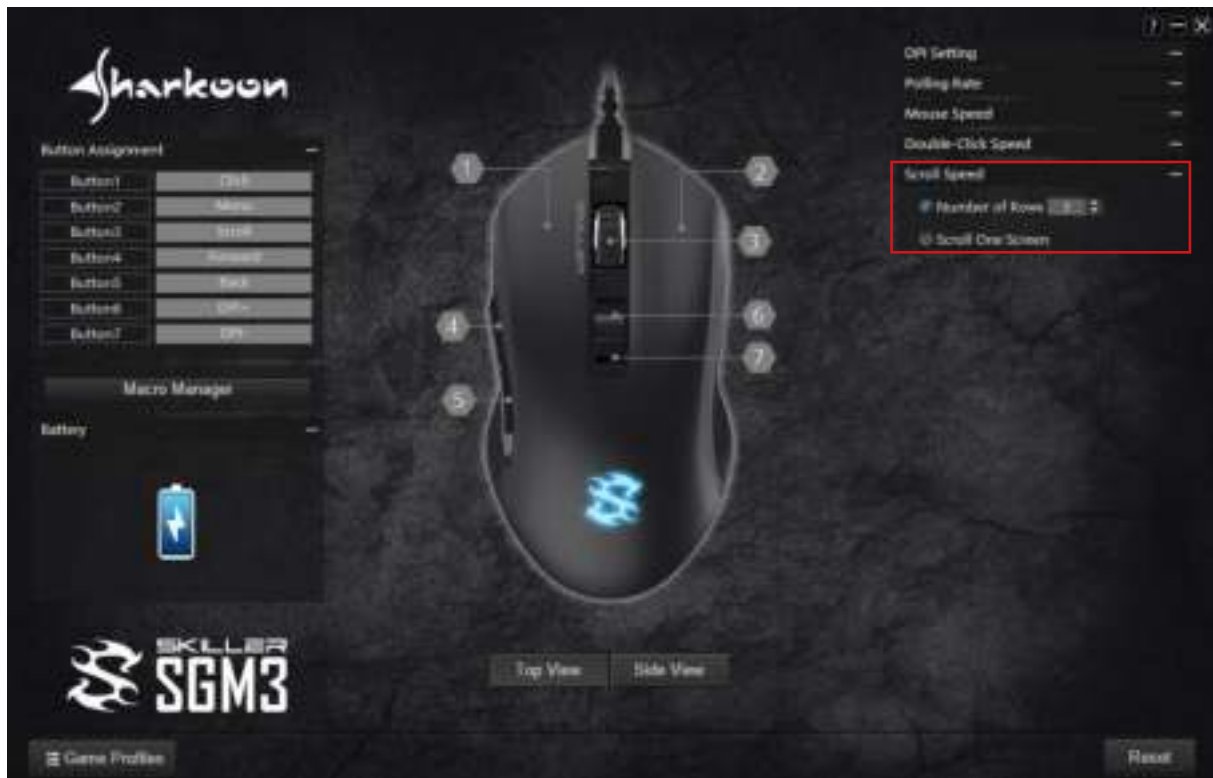 Sharkoon
Button Assignment
Button1 Click
Button2 Menu
Button3 Scroll
Button4 Forward
Button5 Back
Button6 DPI+
Button7 DPI-
Macro Manager
Battery
SKILLER
SGM3
Game Profiles
1
2
3
4
5
6
7
Top View Side View
?
DPI Setting
Polling Rate
Mouse Speed
Double-Click Speed
Scroll Speed
Number of Rows
Scroll One Screen
Reset